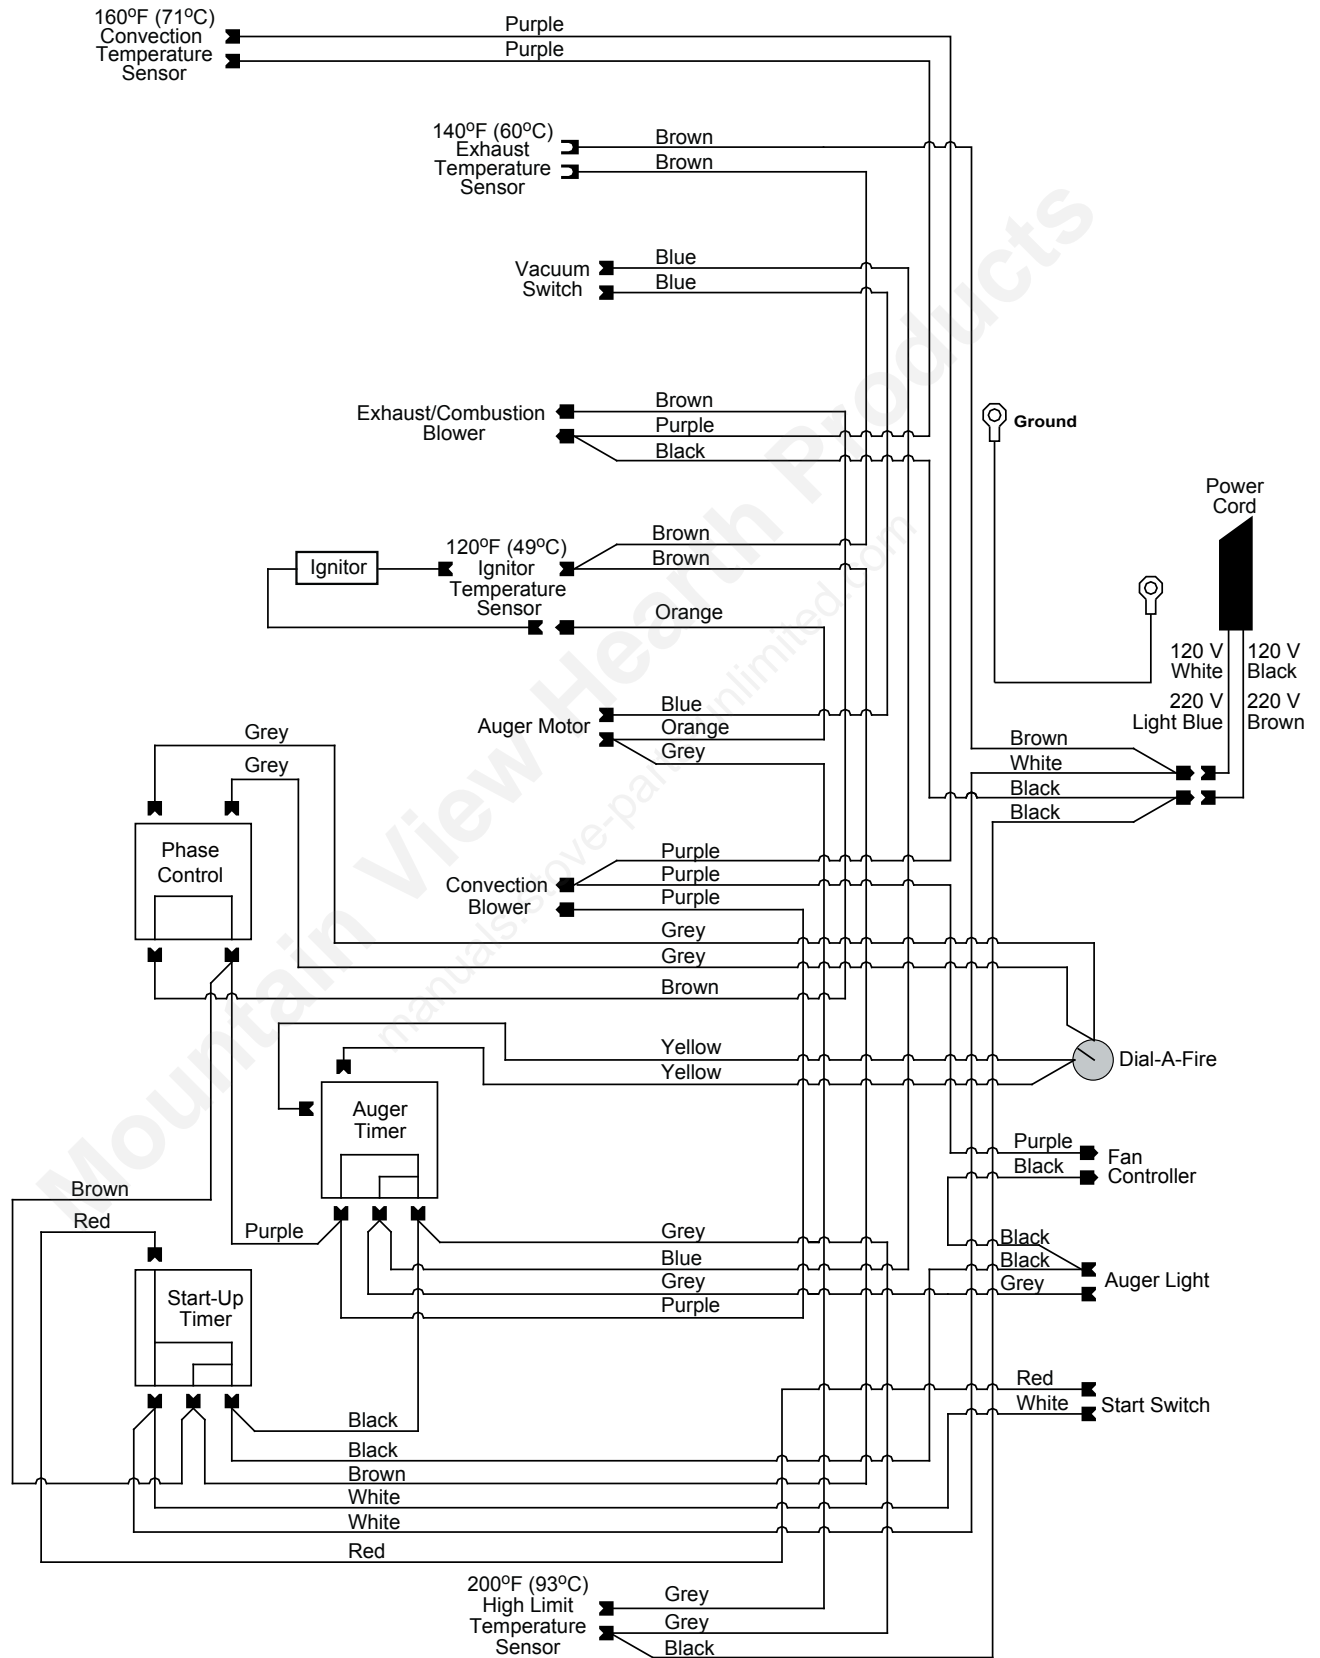 160ºF (71ºC)
Convection
Temperature
Sensor
Purple
Purple
140ºF (60ºC)
Exhaust
Temperature
Sensor
Brown
Brown
Vacuum
Switch
Blue
Blue
Exhaust/Combustion
Blower
Brown
Purple
Black
Ground
Power
Cord
Ignitor
120ºF (49ºC)
Ignitor
Temperature
Sensor
Brown
Brown
Orange
120 V
White
120 V
Black
220 V
Light Blue
220 V
Brown
Auger Motor
Blue
Orange
Grey
Brown
White
Black
Black
Grey
Grey
Phase
Control
Convection
Blower
Purple
Purple
Purple
Grey
Grey
Brown
Yellow
Yellow
Dial-A-Fire
Auger
Timer
Purple
Black
Fan
Controller
Brown
Red
Purple
Grey
Blue
Grey
Purple
Black
Black
Grey
Auger Light
Start-Up
Timer
Red
White
Start Switch
Black
Black
Brown
White
White
Red
200ºF (93ºC)
High Limit
Temperature
Sensor
Grey
Grey
Black
Mountain View Hearth Products